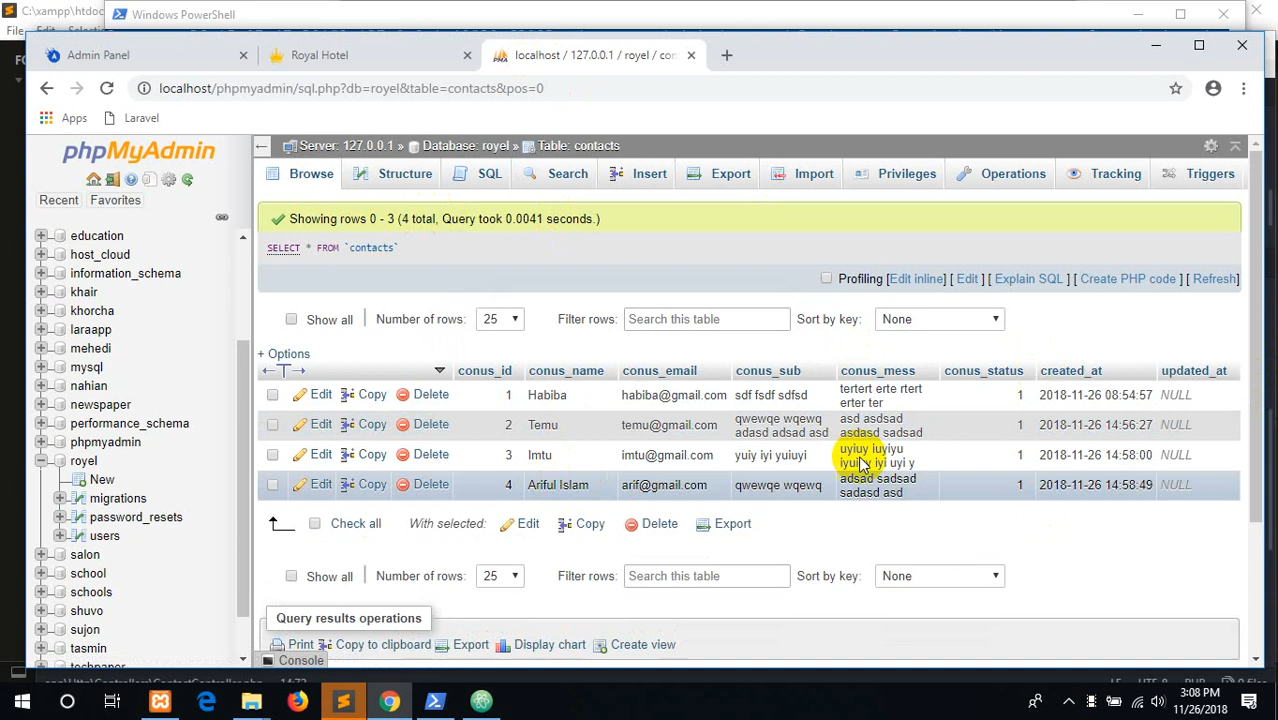 C:\xampp\htdoc
Windows PowerShell
File
Edit
FO
Admin Panel
Royal Hotel
localhost / 127.0.0.1 / royel / con
localhost/phpmyadmin/sql.php?db=royel&table=contacts&pos=0
Apps
Laravel
phpMyAdmin
Recent
Favorites
education
host_cloud
information_schema
khair
khorcha
laraapp
mehedi
mysql
nahian
newspaper
performance_schema
phpmyadmin
royel
New
migrations
password_resets
users
salon
school
schools
shuvo
sujon
tasmin
techpaper
Server: 127.0.0.1 » Database: royel » Table: contacts
Browse Structure SQL Search Insert Export Import Privileges Operations Tracking Triggers
Showing rows 0 - 3 (4 total, Query took 0.0041 seconds.)
SELECT * FROM `contacts`
Profiling [Edit inline] [ Edit ] [ Explain SQL ] [ Create PHP code ] [ Refresh]
Show all Number of rows: 25 Filter rows: Search this table Sort by key: None
+ Options
←T→ conus_id conus_name conus_email conus_sub conus_mess conus_status created_at updated_at
Edit Copy Delete 1 Habiba habiba@gmail.com sdf fsdf sdfsd tertert erte rtert 1 2018-11-26 08:54:57 NULL
erter ter
Edit Copy Delete 2 Temu temu@gmail.com qwewqe wqewq asd asdsad 1 2018-11-26 14:56:27 NULL
adasd adsad asd asdasd sadsad
Edit Copy Delete 3 Imtu imtu@gmail.com yuiy iyi yuiuyi uyiuy iuyiyu 1 2018-11-26 14:58:00 NULL
iyi uyi y
Edit Copy Delete 4 Ariful Islam arif@gmail.com qwewqe wqewq adsad sadsad 1 2018-11-26 14:58:49 NULL
sadasd asd
Check all With selected: Edit Copy Delete Export
Show all Number of rows: 25 Filter rows: Search this table Sort by key: None
Query results operations
Print Copy to clipboard Export Display chart Create view
Console
3:08 PM
11/26/2018